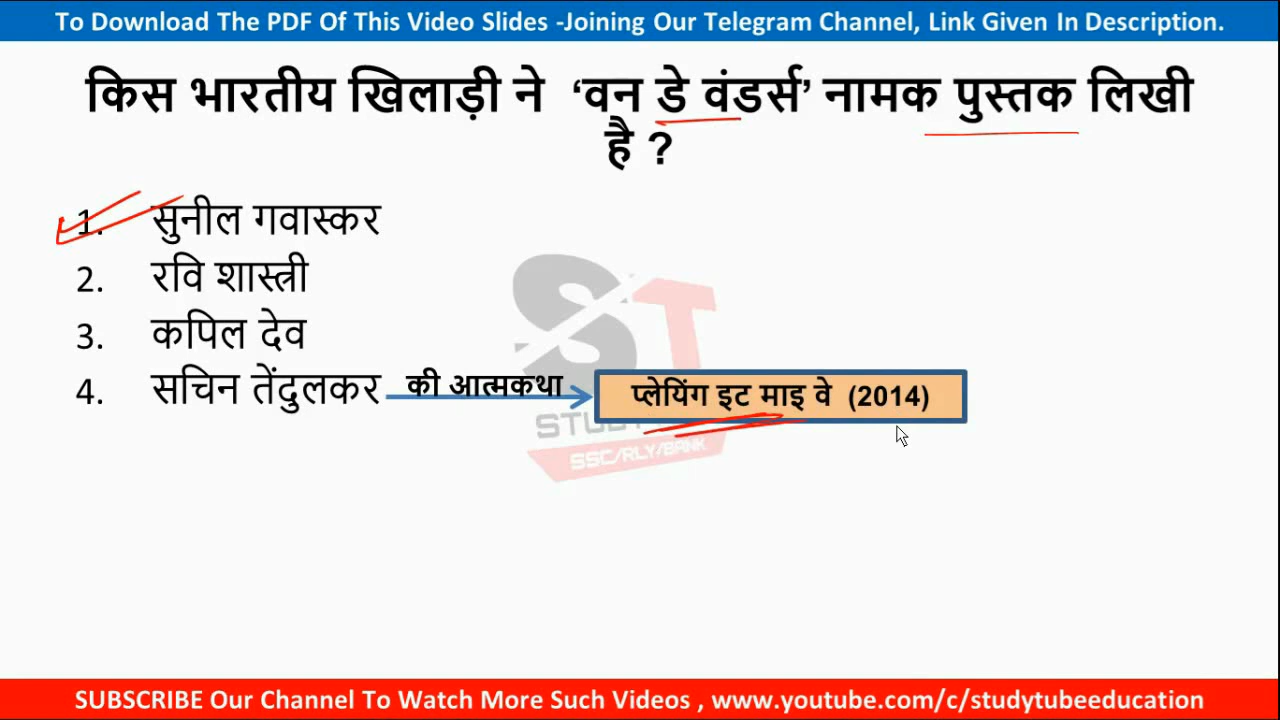 To Download The PDF Of This Video Slides -Joining Our Telegram Channel, Link Given In Description.
किस भारतीय खिलाड़ी ने 'वन डे वंडर्स' नामक पुस्तक लिखी
है ?
1. सुनील गवास्कर
2. रवि शास्त्री
3. कपिल देव
4. सचिन तेंदुलकर की आत्मकथा प्लेयिंग इट माइ वे (2014)
ST
SSC/RLY/BANK
SUBSCRIBE Our Channel To Watch More Such Videos , www.youtube.com/c/studytubeeducation